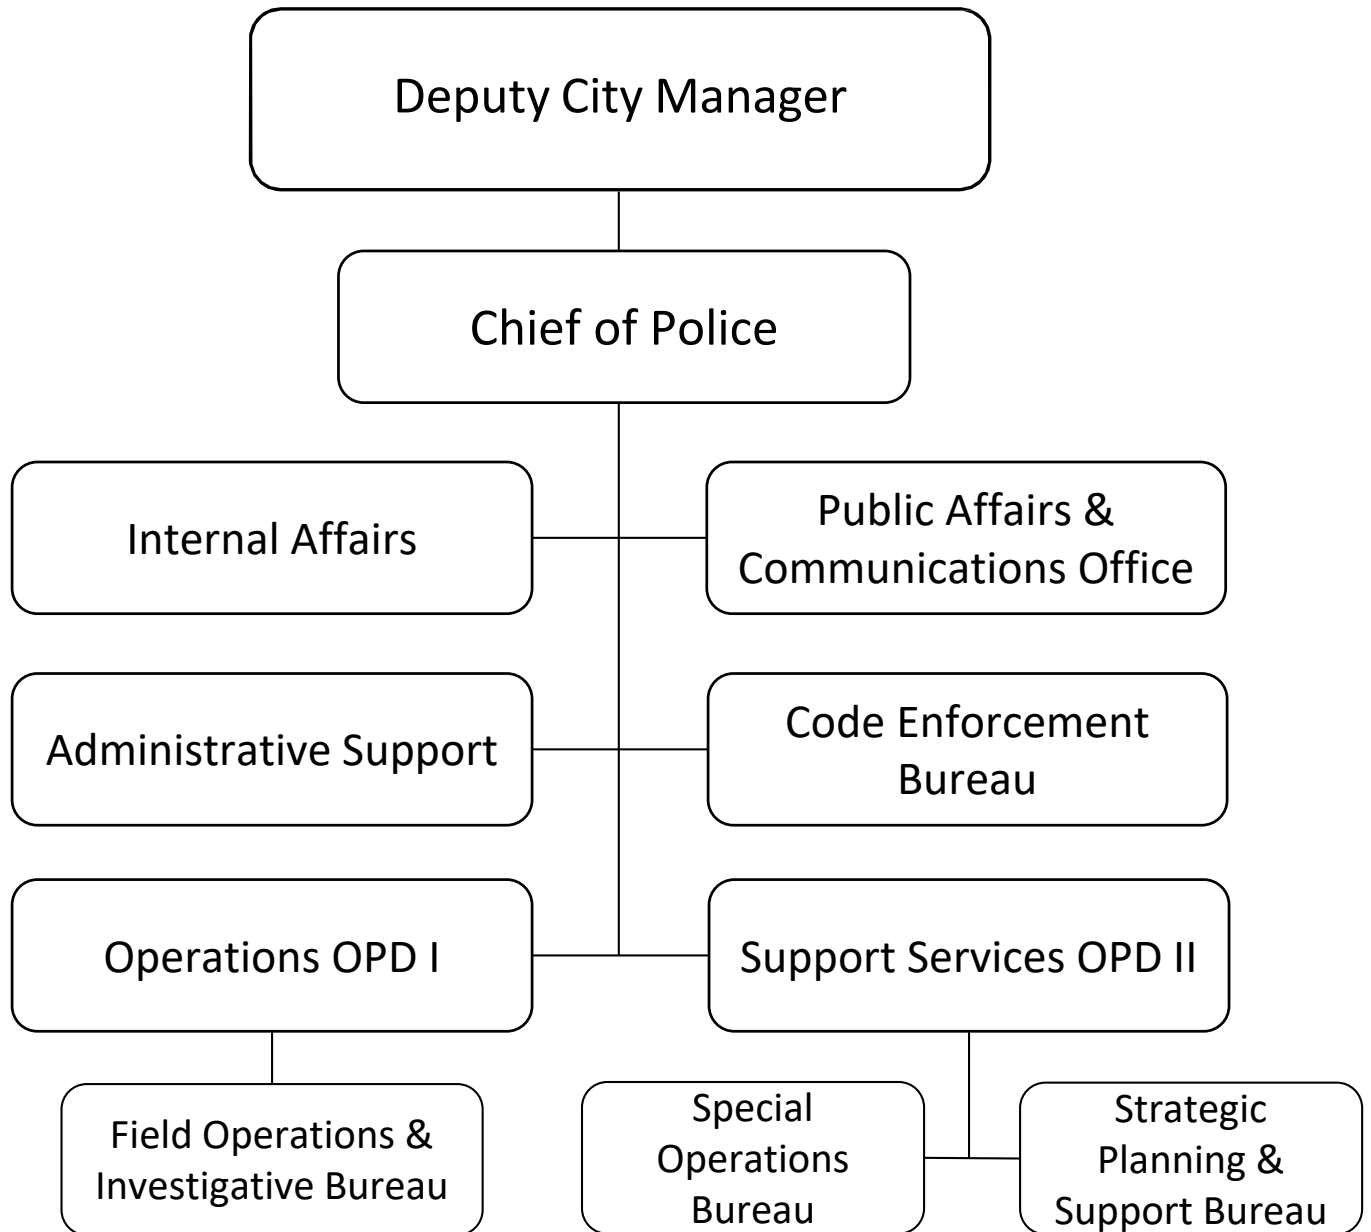 Deputy City Manager
Chief of Police
Internal Affairs
Public Affairs &
Communications Office
Administrative Support
Code Enforcement
Bureau
Operations OPD I
Support Services OPD II
Field Operations &
Investigative Bureau
Special
Operations
Bureau
Strategic
Planning &
Support Bureau